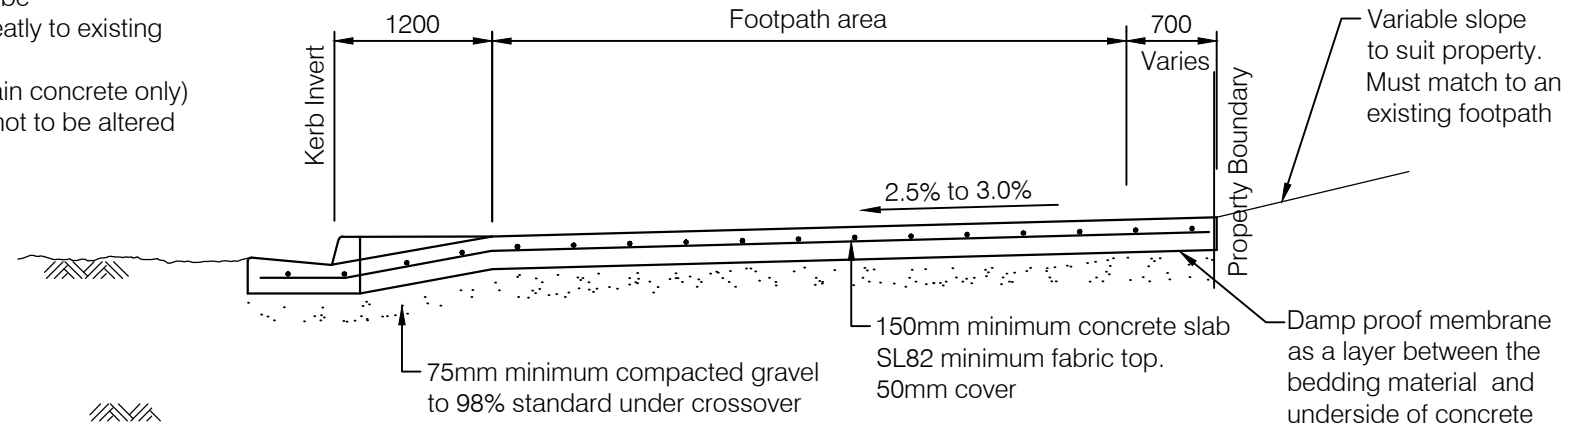 be
eatly to existing
ain concrete only)
not to be altered
1200
Footpath area
700
Varies
Kerb Invert
Property Boundary
Variable slope
to suit property.
Must match to an
existing footpath
2.5% to 3.0%
150mm minimum concrete slab
SL82 minimum fabric top.
50mm cover
75mm minimum compacted gravel
to 98% standard under crossover
Damp proof membrane
as a layer between the
bedding material and
underside of concrete